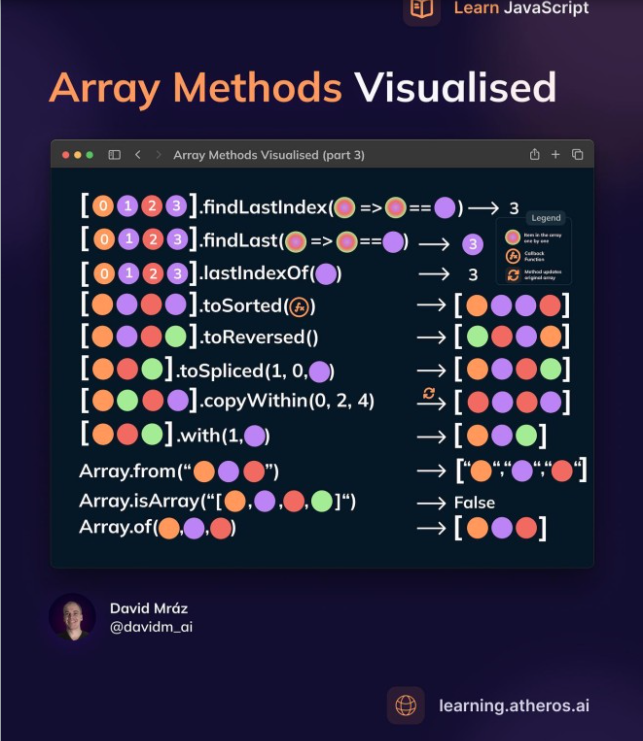 Learn JavaScript
Array Methods Visualised
Array Methods Visualised (part 3)
[0 1 2 3].findLastIndex( => == ) → 3
Legend
Item in the array
one by one
[0 1 2 3].findLast( => == ) → 3
Callback
Function
[0 1 2 3].lastIndexOf( ) → 3
Method updates
original array
[ ].toSorted(fx) → [ ]
[ ].toReversed() → [ ]
[ ].toSpliced(1, 0, ) → [ ]
[ ].copyWithin(0, 2, 4) → [ ]
[ ].with(1, ) → [ ]
Array.from(“ ”) → [“ “,“ “,“ “]
Array.isArray(“[ , , , ]“) → False
Array.of( , , ) → [ ]
David Mráz
@davidm_ai
learning.atheros.ai